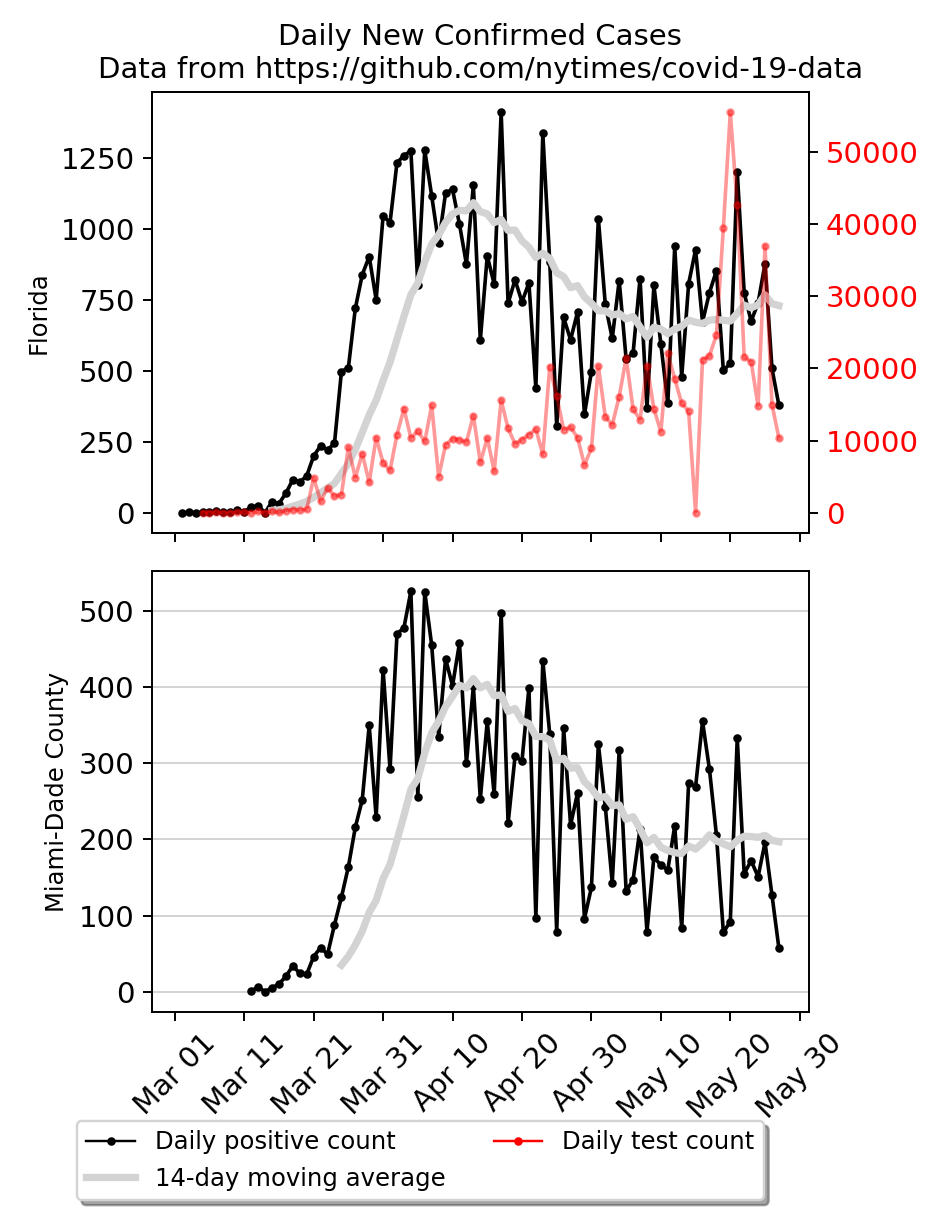 Daily New Confirmed Cases
Data from https://github.com/nytimes/covid-19-data
Florida
1250
1000
750
500
250
0
50000
40000
30000
20000
10000
0
Miami-Dade County
500
400
300
200
100
0
Mar 01
Mar 11
Mar 21
Mar 31
Apr 10
Apr 20
Apr 30
May 10
May 20
May 30
Daily positive count
Daily test count
14-day moving average